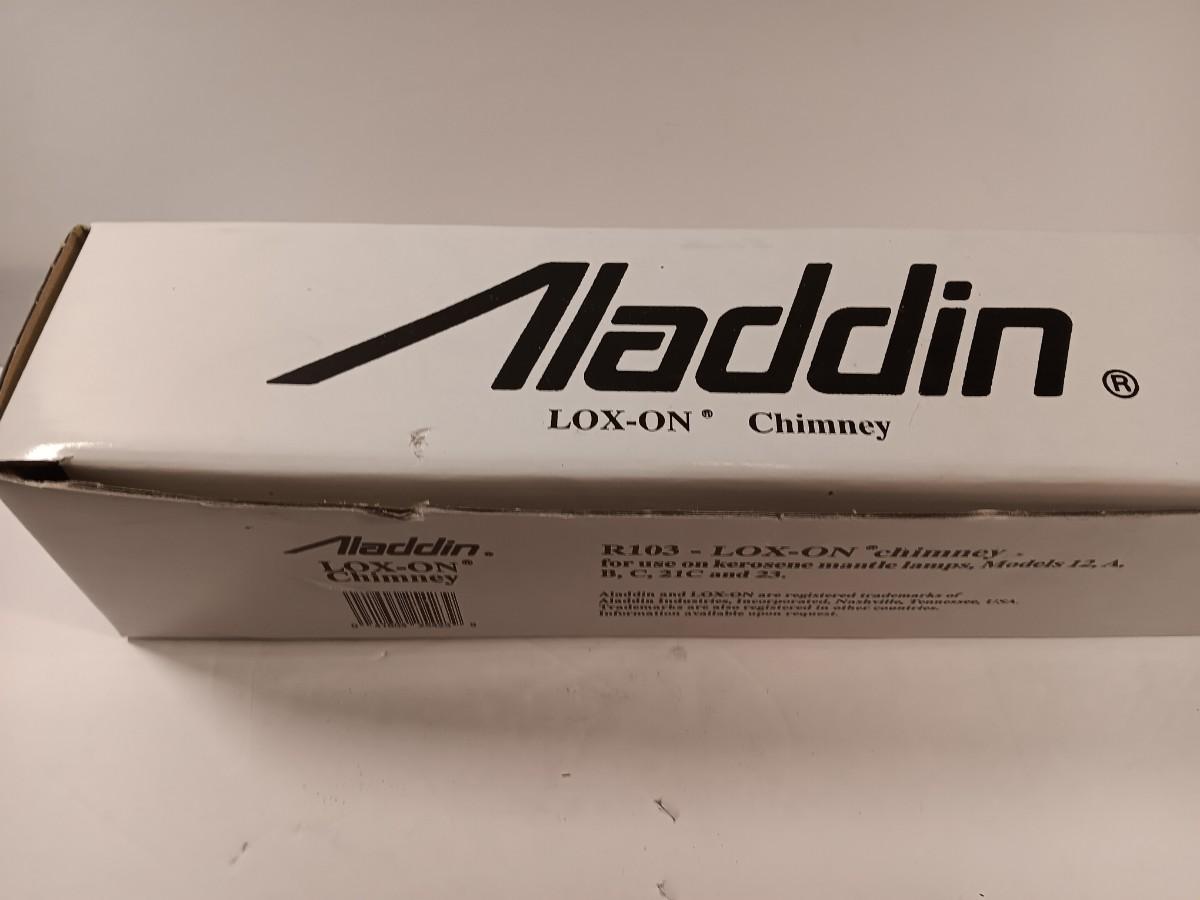 Aladdin ®
LOX-ON ® Chimney
Aladdin ®
LOX-ON ®
Chimney
R103 - LOX-ON ® chimney -
for use on kerosene mantle lamps, Models 12, A,
B, C, 21C and 23.
Aladdin and LOX-ON are registered trademarks of
Aladdin Industries, Incorporated, Nashville, Tennessee, USA.
Trademarks are also registered in other countries.
Information available upon request.